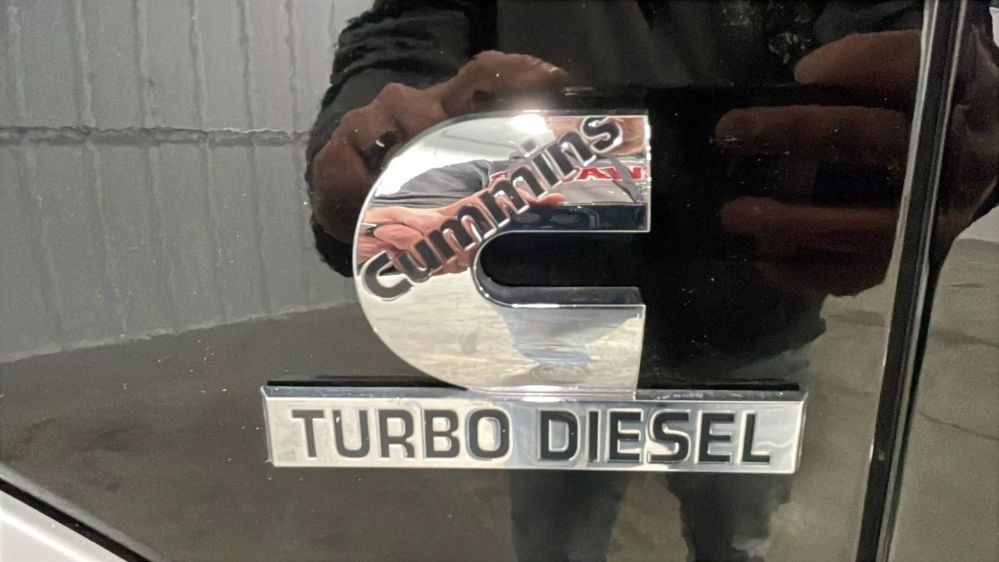 Cummins
TURBO DIESEL